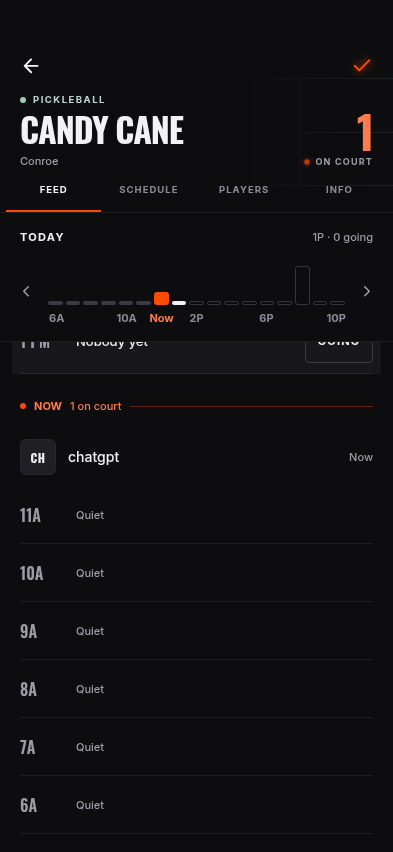 PICKLEBALL
CANDY CANE
1
Conroe
ON COURT
FEED SCHEDULE PLAYERS INFO
TODAY 1P · 0 going
6A 10A Now 2P 6P 10P
Nobody yet
NOW 1 on court
CH chatgpt Now
11A Quiet
10A Quiet
9A Quiet
8A Quiet
7A Quiet
6A Quiet